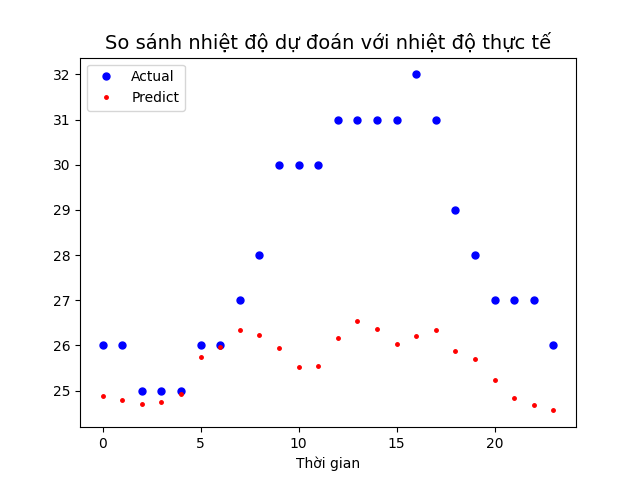 So sánh nhiệt độ dự đoán với nhiệt độ thực tế
Actual
Predict
32
31
30
29
28
27
26
25
0 5 10 15 20
Thời gian